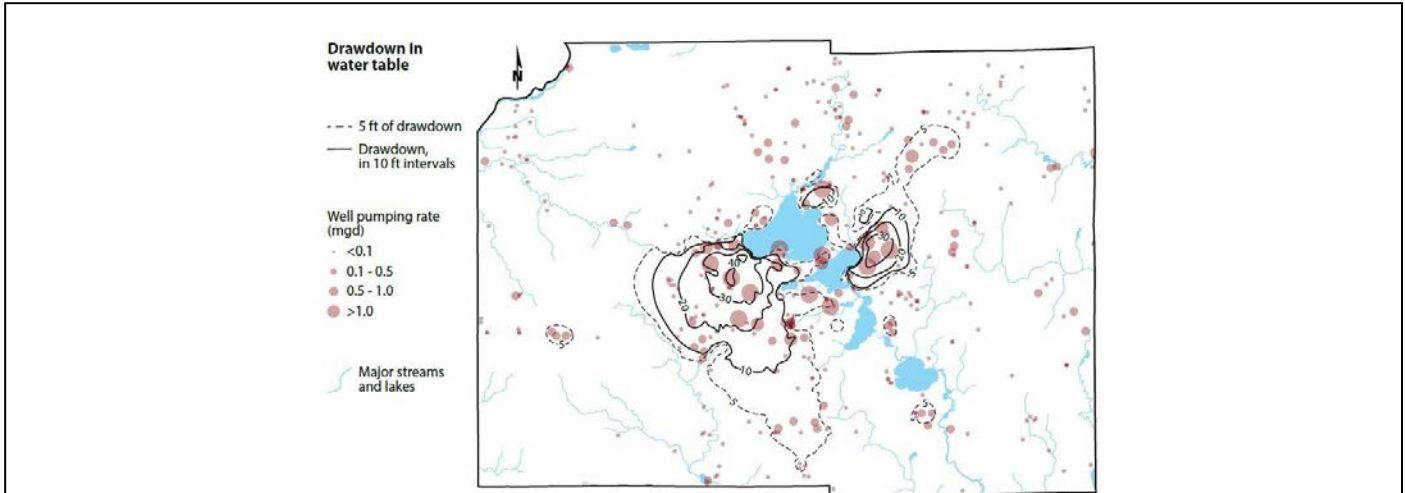 Drawdown in
water table
N
5 ft of drawdown
Drawdown,
in 10 ft intervals
Well pumping rate
(mgd)
<0.1
0.1 - 0.5
0.5 - 1.0
>1.0
Major streams
and lakes
5
10
10
30
20
5
40
30
20
10
5
5
5